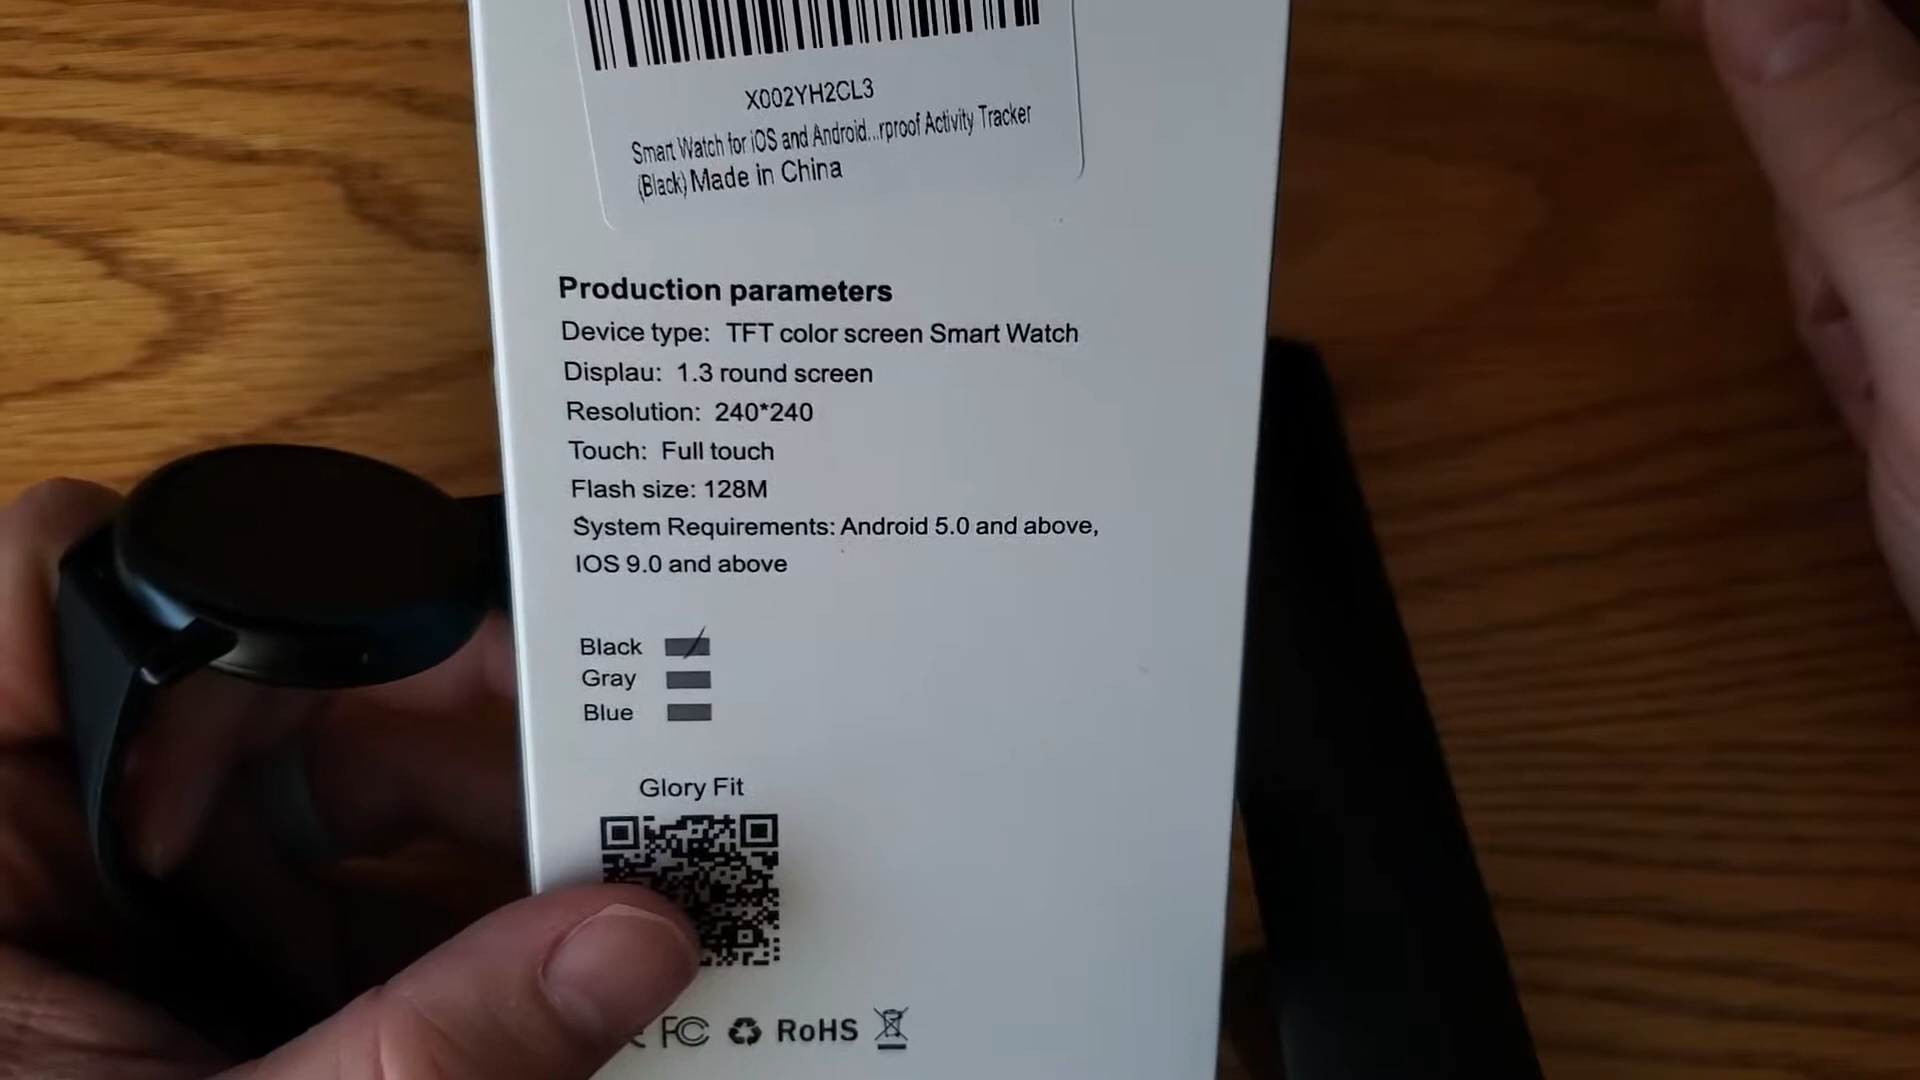 X002YH2CL3
Smart Watch for iOS and Android...rproof Activity Tracker
(Black) Made in China
Production parameters
Device type: TFT color screen Smart Watch
Displau: 1.3 round screen
Resolution: 240*240
Touch: Full touch
Flash size: 128M
System Requirements: Android 5.0 and above,
IOS 9.0 and above
Black
Gray
Blue
Glory Fit
FC RoHS